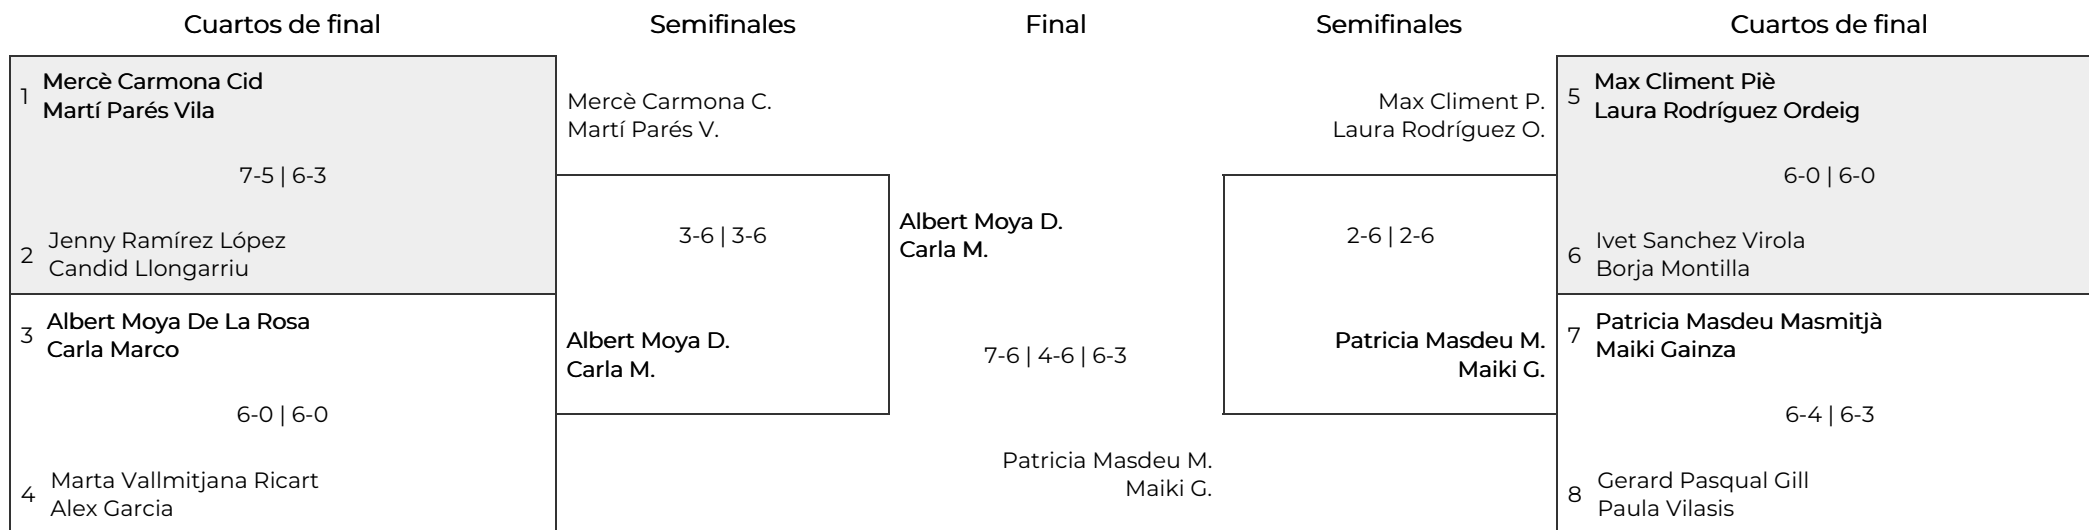 Cuartos de final
Semifinales
Final
Semifinales
Cuartos de final
1
Mercè Carmona Cid
Martí Parés Vila
7-5 | 6-3
2
Jenny Ramírez López
Candid Llongarriu
3
Albert Moya De La Rosa
Carla Marco
6-0 | 6-0
4
Marta Vallmitjana Ricart
Alex Garcia
Mercè Carmona C.
Martí Parés V.
3-6 | 3-6
Albert Moya D.
Carla M.
Albert Moya D.
Carla M.
7-6 | 4-6 | 6-3
Patricia Masdeu M.
Maiki G.
Max Climent P.
Laura Rodríguez O.
2-6 | 2-6
Patricia Masdeu M.
Maiki G.
5
Max Climent Piè
Laura Rodríguez Ordeig
6-0 | 6-0
6
Ivet Sanchez Virola
Borja Montilla
7
Patricia Masdeu Masmitjà
Maiki Gainza
6-4 | 6-3
8
Gerard Pasqual Gill
Paula Vilasis